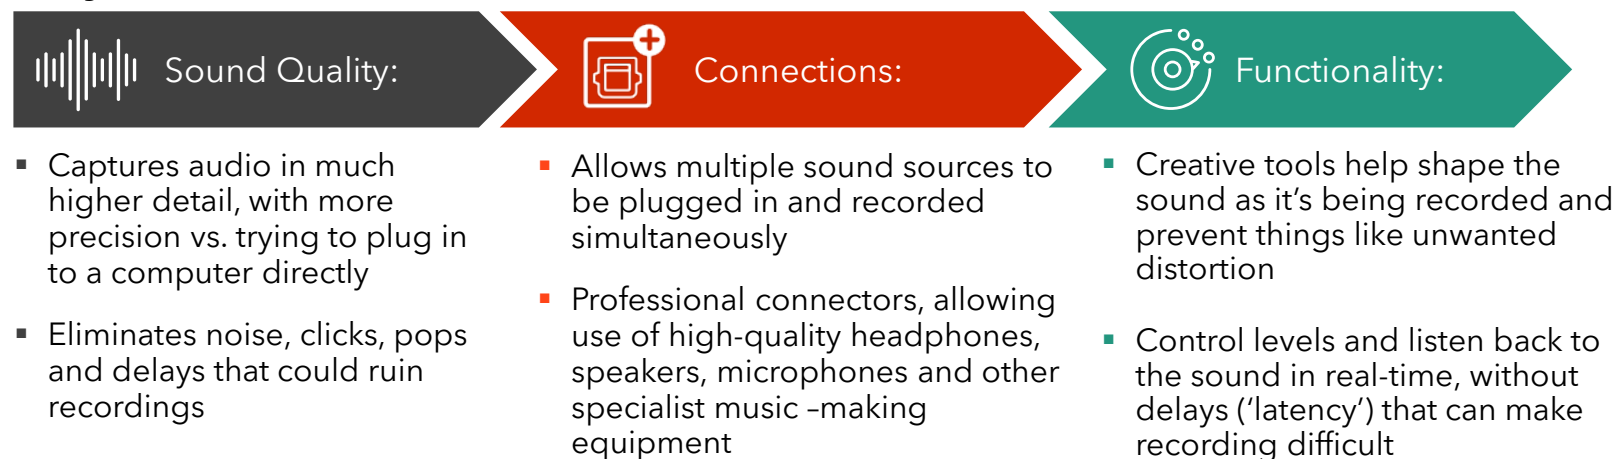 Sound Quality:
Captures audio in much
higher detail, with more
precision vs. trying to plug in
to a computer directly
Eliminates noise, clicks, pops
and delays that could ruin
recordings
Connections:
Allows multiple sound sources to
be plugged in and recorded
simultaneously
Professional connectors, allowing
use of high-quality headphones,
speakers, microphones and other
specialist music –making
equipment
Functionality:
Creative tools help shape the
sound as it’s being recorded and
prevent things like unwanted
distortion
Control levels and listen back to
the sound in real-time, without
delays (‘latency’) that can make
recording difficult